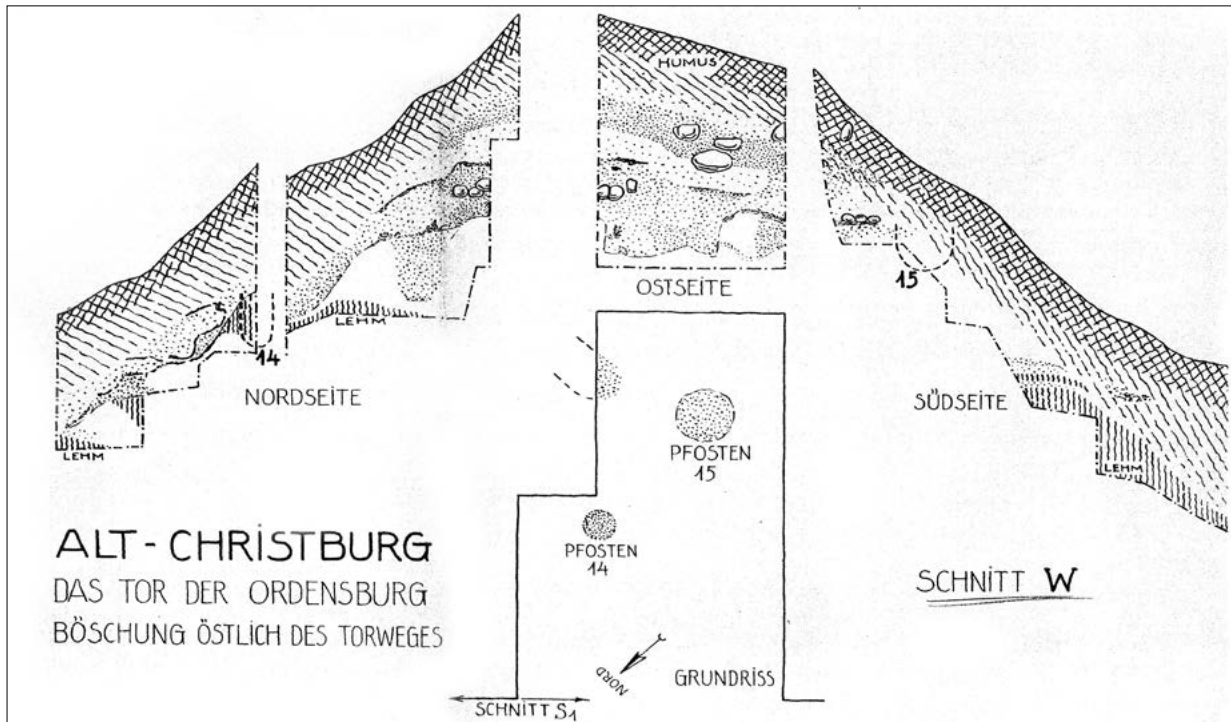 HUMUS
15
OSTSEITE
LEHM
14
NORDSEITE
SÜDSEITE
LEHM
LEHM
PFOSTEN
15
PFOSTEN
14
ALT-CHRISTBURG
DAS TOR DER ORDENSBURG
BÖSCHUNG ÖSTLICH DES TORWEGES
SCHNITT W
NORD
GRUNDRISS
SCHNITT S1